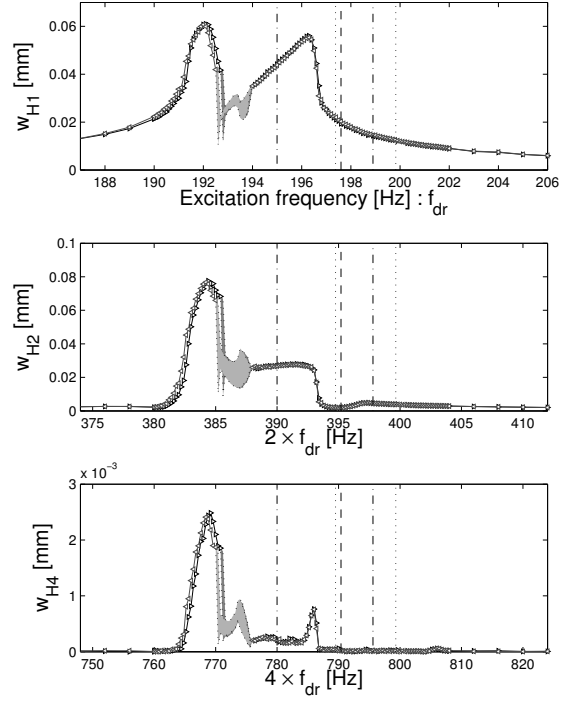 0.06
0.04
0.02
0
w_H1 [mm]
188 190 192 194 196 198 200 202 204 206
Excitation frequency [Hz] : f_dr
0.1
0.08
0.06
0.04
0.02
0
w_H2 [mm]
375 380 385 390 395 400 405 410
2 × f_dr [Hz]
x 10^-3
3
2
1
0
w_H4 [mm]
750 760 770 780 790 800 810 820
4 × f_dr [Hz]